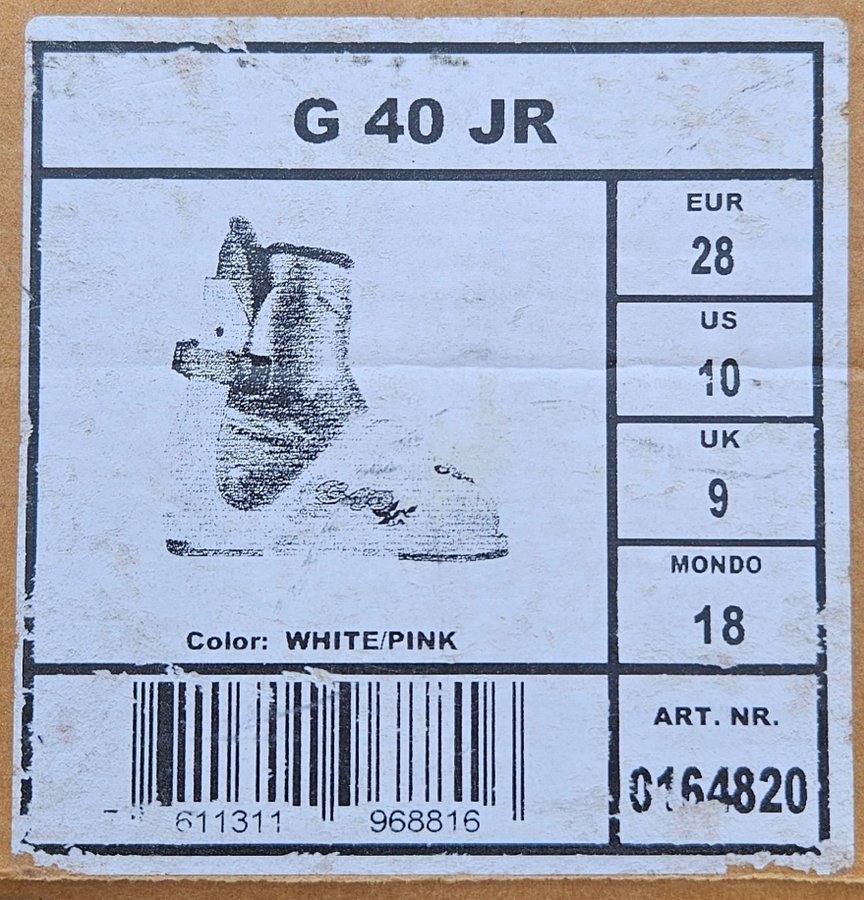 G 40 JR
EUR
28
US
10
UK
9
MONDO
18
Color: WHITE/PINK
611311 968816
ART. NR.
0164820